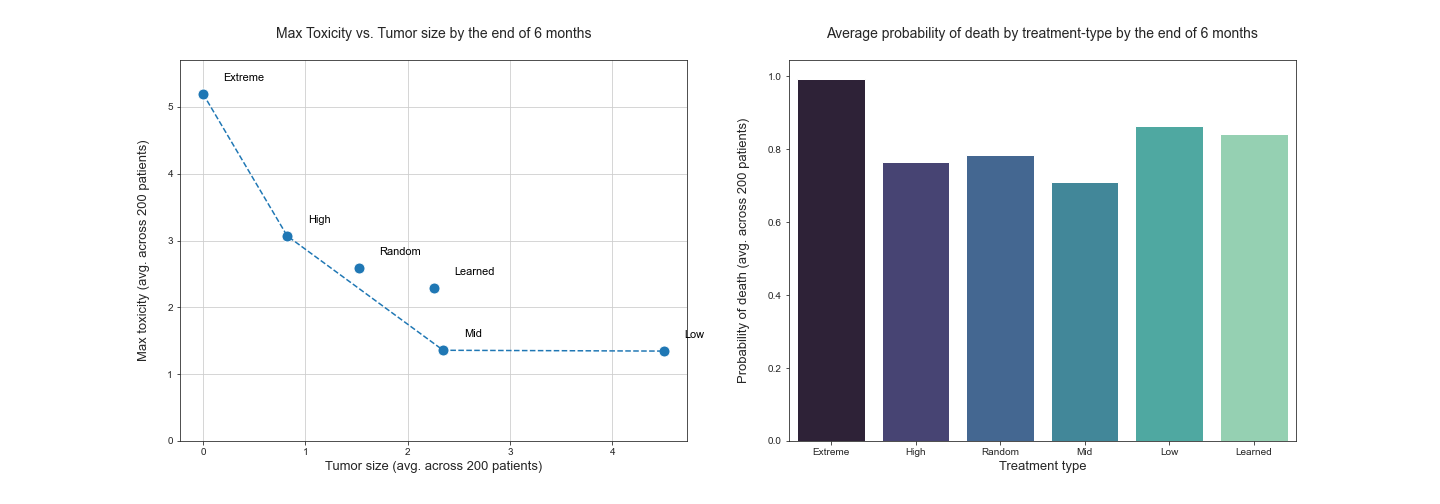 Max Toxicity vs. Tumor size by the end of 6 months
Max toxicity (avg. across 200 patients)
5
4
3
2
1
0
Extreme
High
Random
Learned
Mid
Low
0 1 2 3 4
Tumor size (avg. across 200 patients)
Average probability of death by treatment-type by the end of 6 months
Probability of death (avg. across 200 patients)
1.0
0.8
0.6
0.4
0.2
0.0
Extreme High Random Mid Low Learned
Treatment type